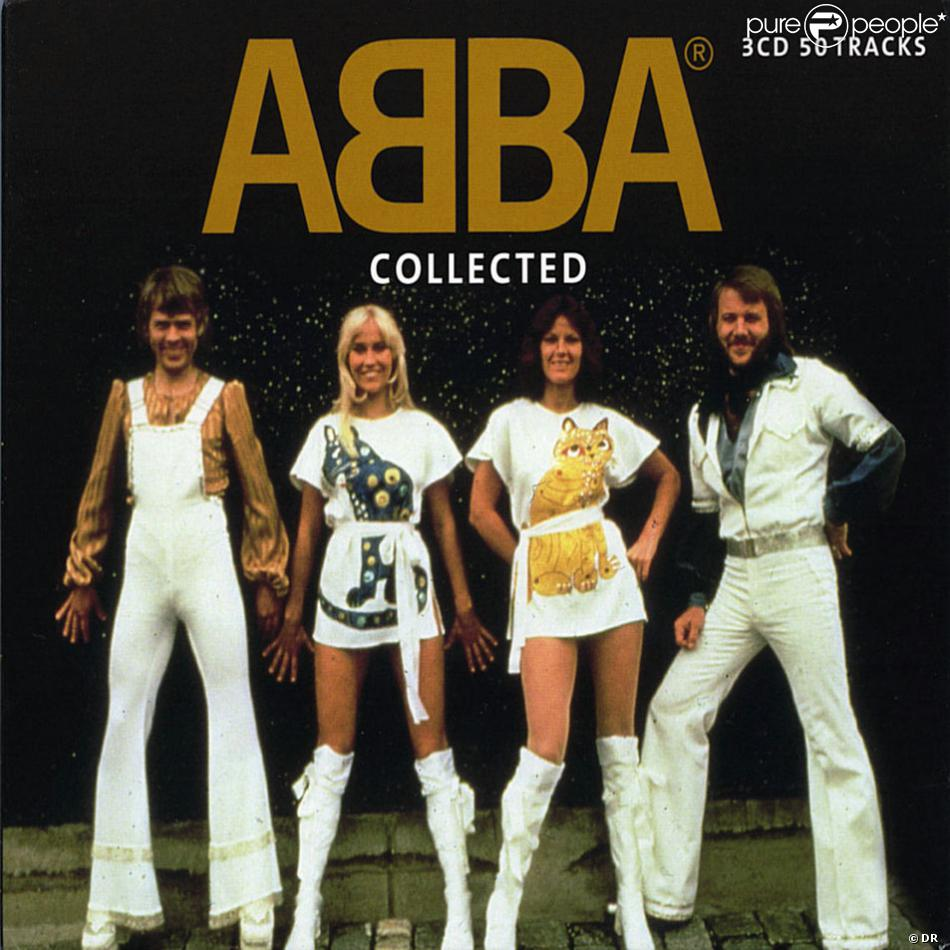 pure people*
3CD 50 TRACKS
ABBA®
COLLECTED
© DR